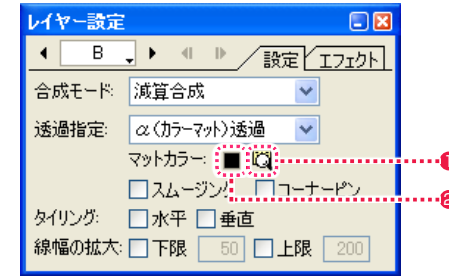 レイヤー設定
B
設定 エフェクト
合成モード: 減算合成
透過指定: α(カラーマット)透過
マットカラー:
スムージング コーナーピン
タイリング: 水平 垂直
線幅の拡大: 下限 50 上限 200